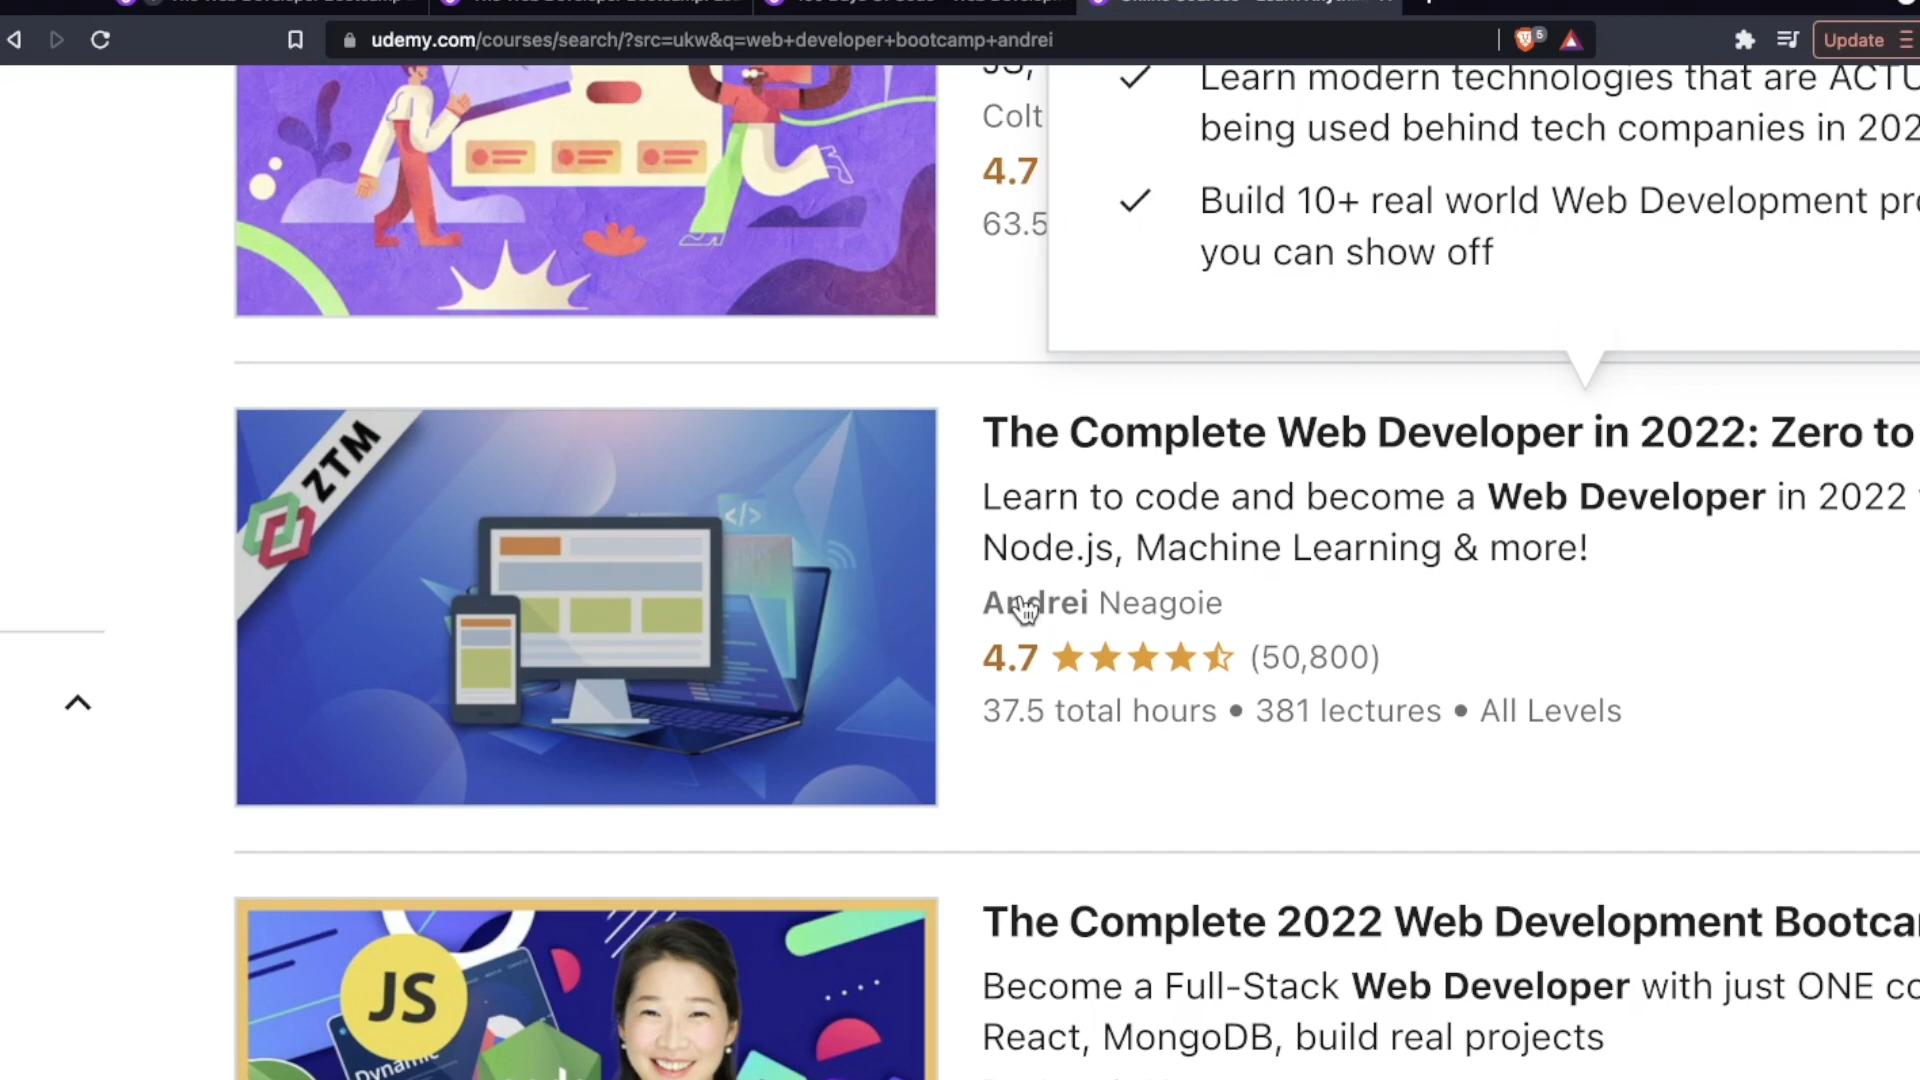 udemy.com/courses/search/?src=ukw&q=web+developer+bootcamp+andrei
5
Update
Learn modern technologies that are ACTU
being used behind tech companies in 202
Build 10+ real world Web Development pro
you can show off
JS,
Colt
4.7
63.5
ZTM
</>
The Complete Web Developer in 2022: Zero to
Learn to code and become a Web Developer in 2022
Node.js, Machine Learning & more!
Andrei Neagoie
4.7 (50,800)
37.5 total hours • 381 lectures • All Levels
JS
Dynamic
The Complete 2022 Web Development Bootca
Become a Full-Stack Web Developer with just ONE co
React, MongoDB, build real projects